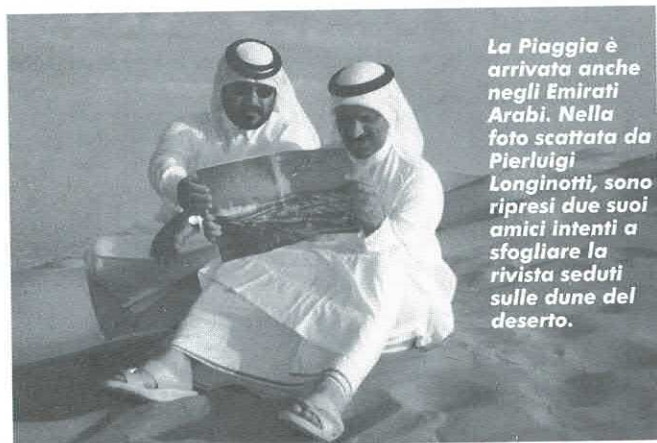 La Piaggia è
arrivata anche
negli Emirati
Arabi. Nella
foto scattata da
Pierluigi
Longinotti, sono
ripresi due suoi
amici intenti a
sfogliare la
rivista seduti
sulle dune del
deserto.